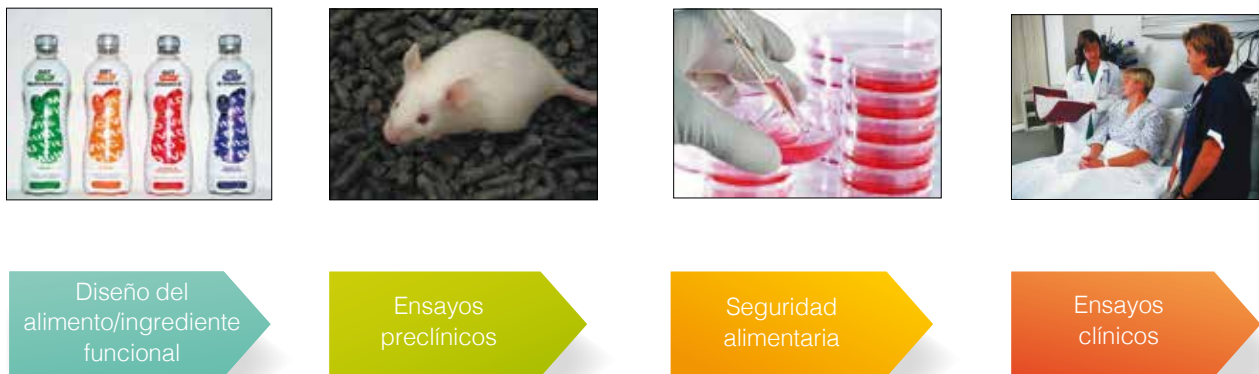 Diseño del
alimento/ingrediente
funcional
Ensayos
preclínicos
Seguridad
alimentaria
Ensayos
clínicos